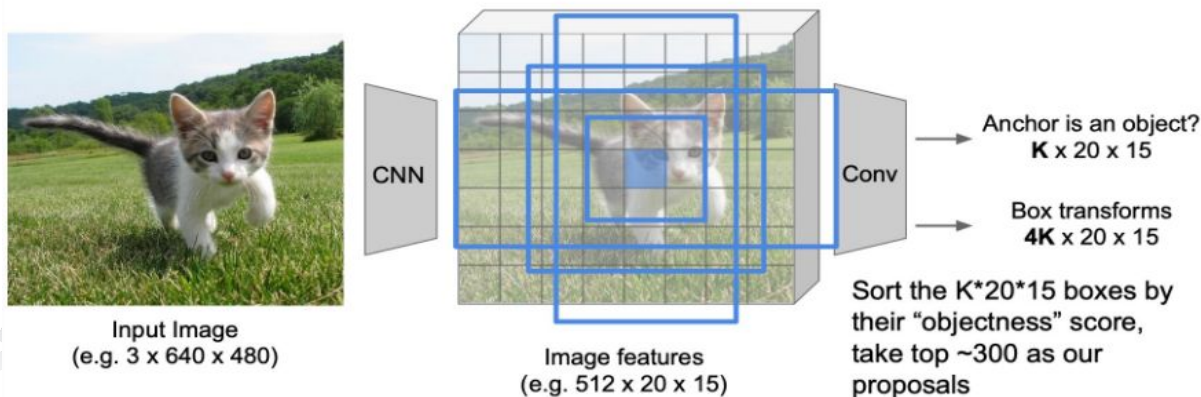 CNN
Conv
Anchor is an object?
K x 20 x 15
Box transforms
4K x 20 x 15
Input Image
(e.g. 3 x 640 x 480)
Image features
(e.g. 512 x 20 x 15)
Sort the K*20*15 boxes by
their “objectness” score,
take top ~300 as our
proposals